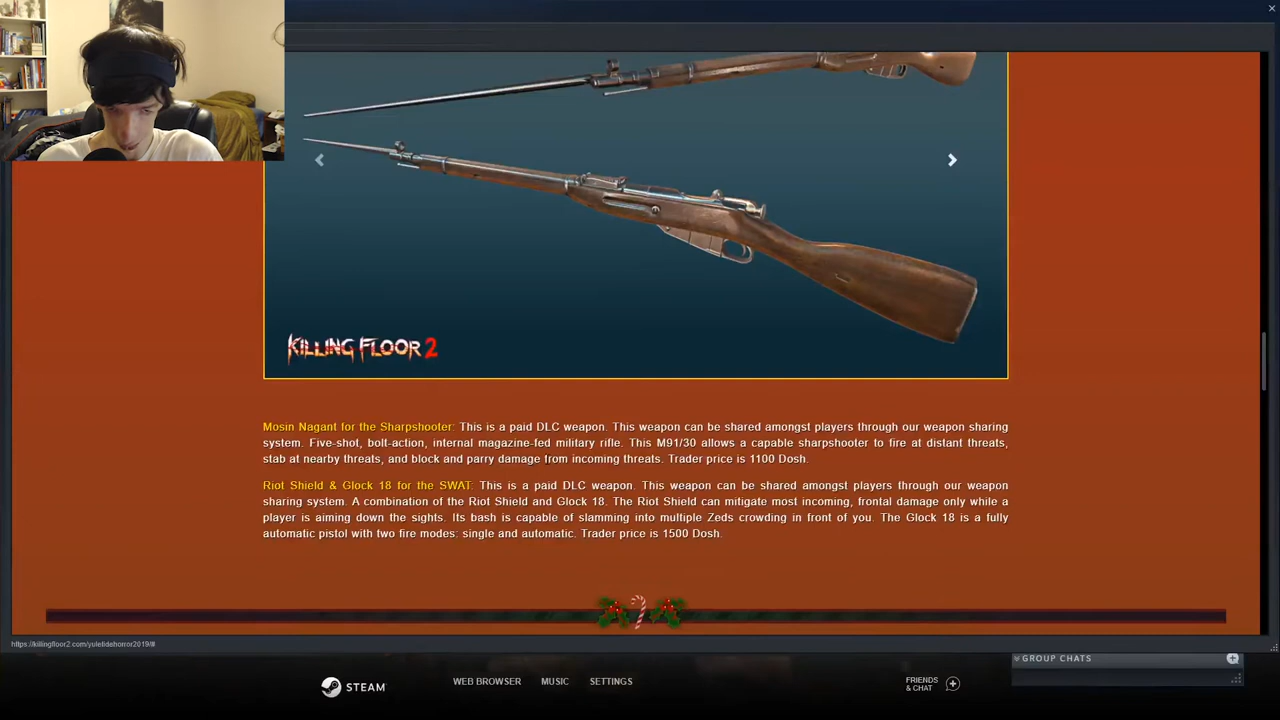 KILLING FLOOR 2
Mosin Nagant for the Sharpshooter: This is a paid DLC weapon. This weapon can be shared amongst players through our weapon sharing
system. Five-shot, bolt-action, internal magazine-fed military rifle. This M91/30 allows a capable sharpshooter to fire at distant threats,
stab at nearby threats, and block and parry damage from incoming threats. Trader price is 1100 Dosh.
Riot Shield & Glock 18 for the SWAT: This is a paid DLC weapon. This weapon can be shared amongst players through our weapon
sharing system. A combination of the Riot Shield and Glock 18. The Riot Shield can mitigate most incoming, frontal damage only while a
player is aiming down the sights. Its bash is capable of slamming into multiple Zeds crowding in front of you. The Glock 18 is a fully
automatic pistol with two fire modes: single and automatic. Trader price is 1500 Dosh.
https://killingfloor2.com/yuletidehorror2019/#
GROUP CHATS
STEAM
WEB BROWSER
MUSIC
SETTINGS
FRIENDS
& CHAT